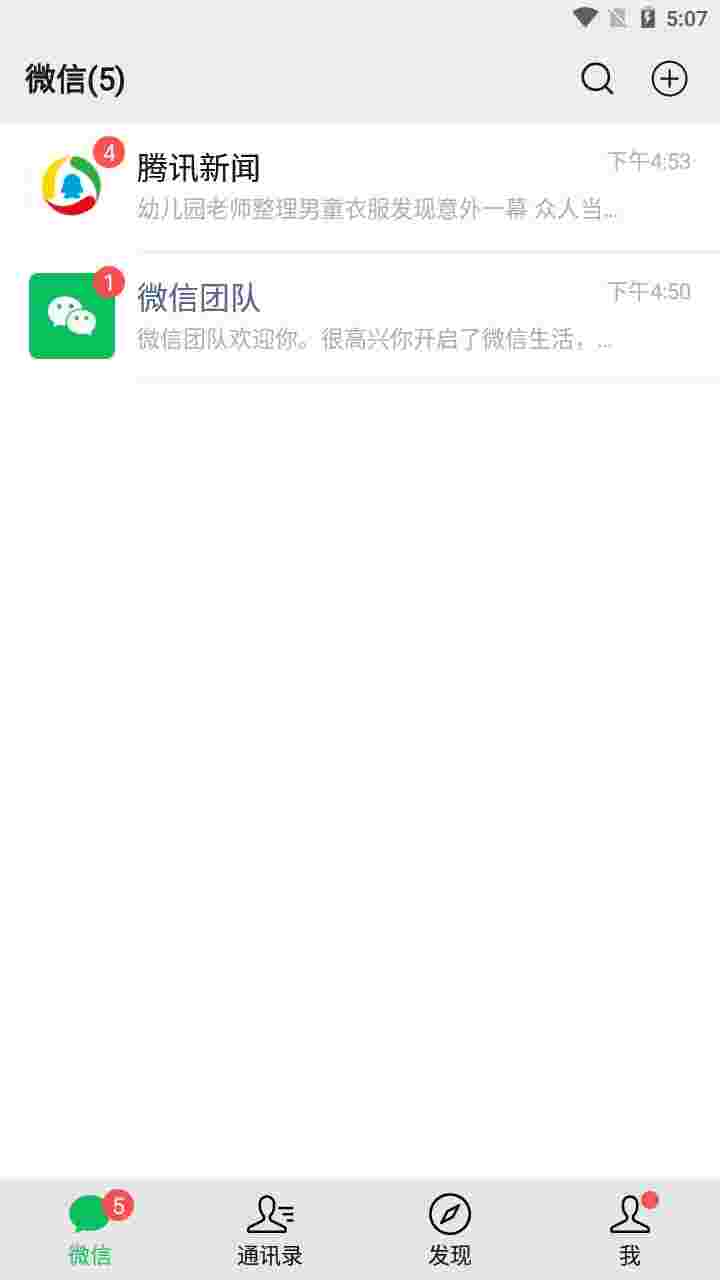 5:07
微信(5)
4
腾讯新闻
下午4:53
幼儿园老师整理男童衣服发现意外一幕 众人当...
1
微信团队
下午4:50
微信团队欢迎你。很高兴你开启了微信生活，...
5
微信
通讯录
发现
我